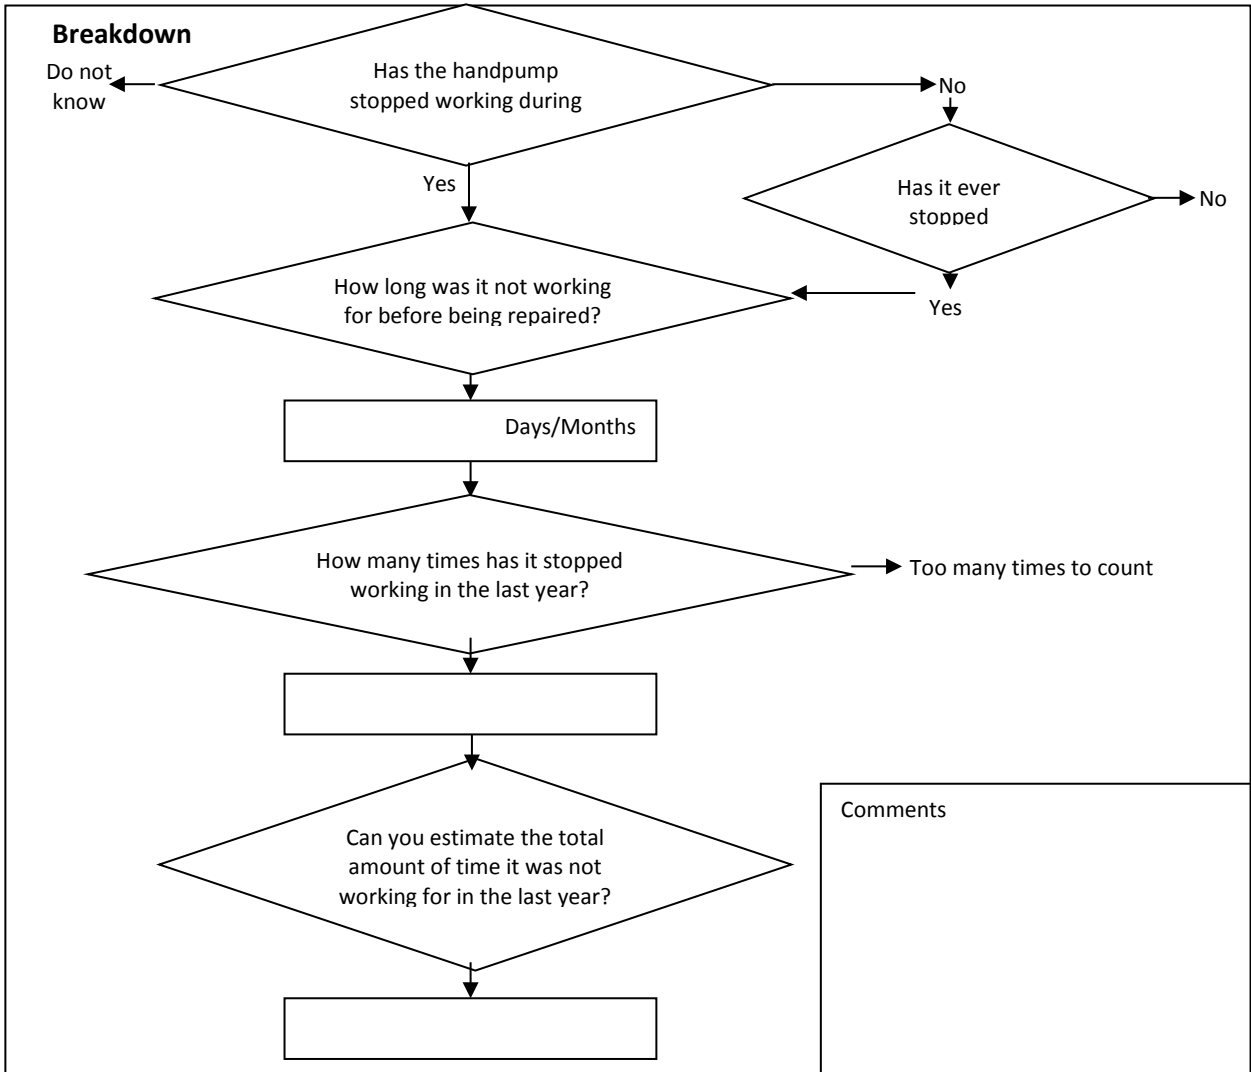 Breakdown
Do not
know
Has the handpump
stopped working during
No
Yes
Has it ever
stopped
No
How long was it not working
for before being repaired?
Yes
Days/Months
How many times has it stopped
working in the last year?
Too many times to count
Comments
Can you estimate the total
amount of time it was not
working for in the last year?